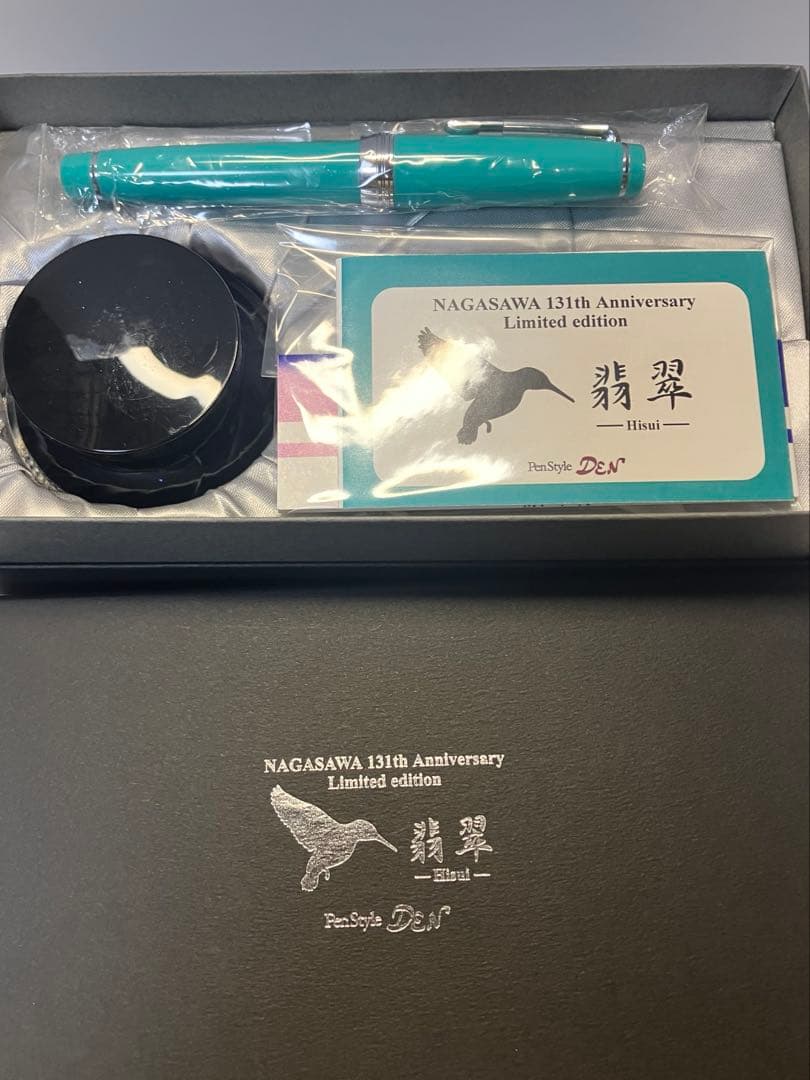 NAGASAWA 131th Anniversary
Limited edition
翡翠
Hisui
PenStyle DEN
NAGASAWA 131th Anniversary
Limited edition
翡翠
Hisui
PenStyle DEN